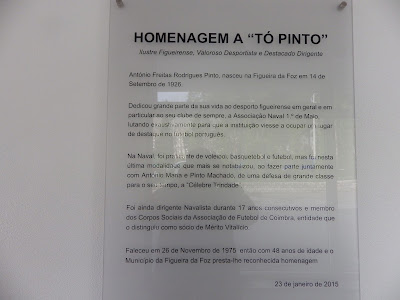 HOMENAGEM A “TÓ PINTO”
Ilustre Figueirense, Valoroso Desportista e Destacado Dirigente
António Freitas Rodrigues Pinto, nasceu na Figueira da Foz em 14 de
Setembro de 1926.
Dedicou grande parte da sua vida ao desporto figueirense em geral e em
particular ao seu clube de sempre, a Associação Naval 1.º de Maio,
lutando exaustivamente para que a instituição viesse a ocupar um lugar
de destaque no futebol português.
Na Naval, foi praticante de voleibol, basquetebol e futebol, mas foi nesta
última modalidade que mais se notabilizou, ao fazer parte juntamente
com António Maria e Pinto Machado, de uma defesa de grande classe
para o seu tempo, a “Célebre Trindade”.
Foi ainda dirigente Navalista durante 17 anos consecutivos e membro
dos Corpos Sociais da Associação de Futebol de Coimbra, entidade que
o distinguiu como sócio de Mérito Vitalício.
Faleceu em 26 de Novembro de 1975 então com 48 anos de idade e o
Município da Figueira da Foz presta-lhe reconhecida homenagem
23 de janeiro de 2015